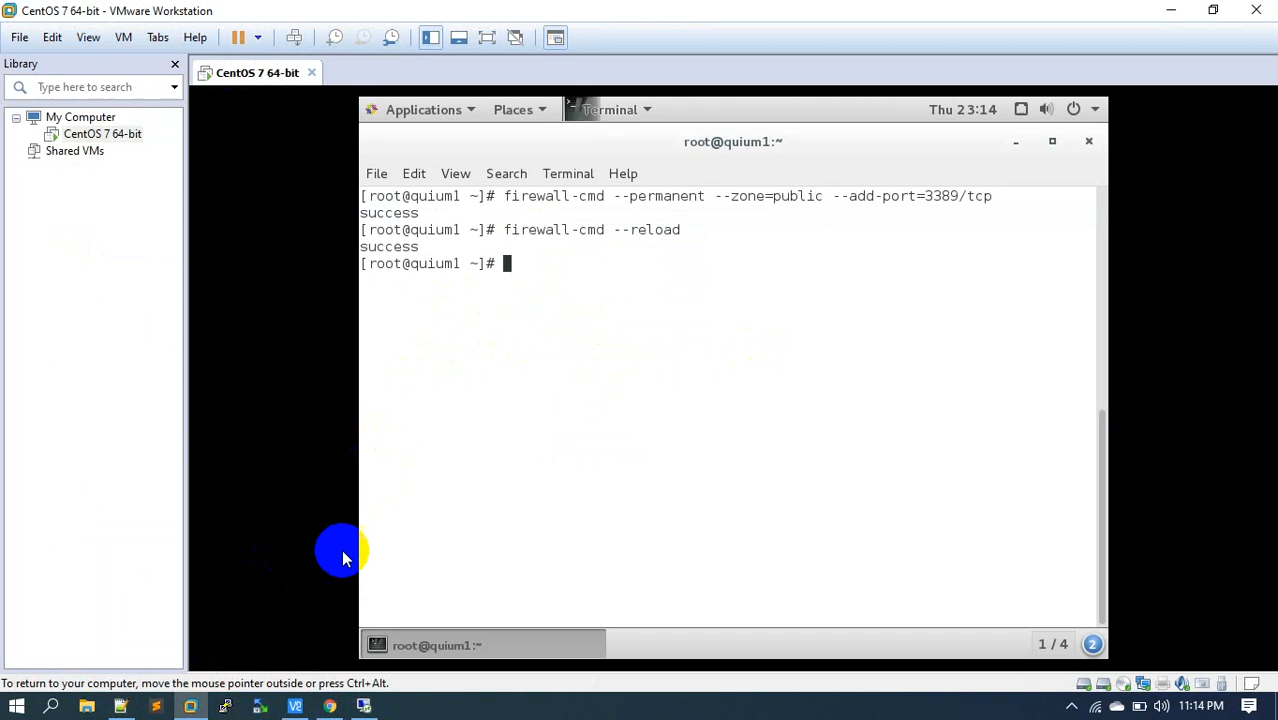 CentOS 7 64-bit - VMware Workstation
File Edit View VM Tabs Help
Library
Type here to search
My Computer
CentOS 7 64-bit
Shared VMs
CentOS 7 64-bit
Applications Places Terminal Thu 23:14
root@quium1:~
File Edit View Search Terminal Help
[root@quium1 ~]# firewall-cmd --permanent --zone=public --add-port=3389/tcp
success
[root@quium1 ~]# firewall-cmd --reload
success
[root@quium1 ~]#
root@quium1:~ 1 / 4 2
To return to your computer, move the mouse pointer outside or press Ctrl+Alt.
11:14 PM